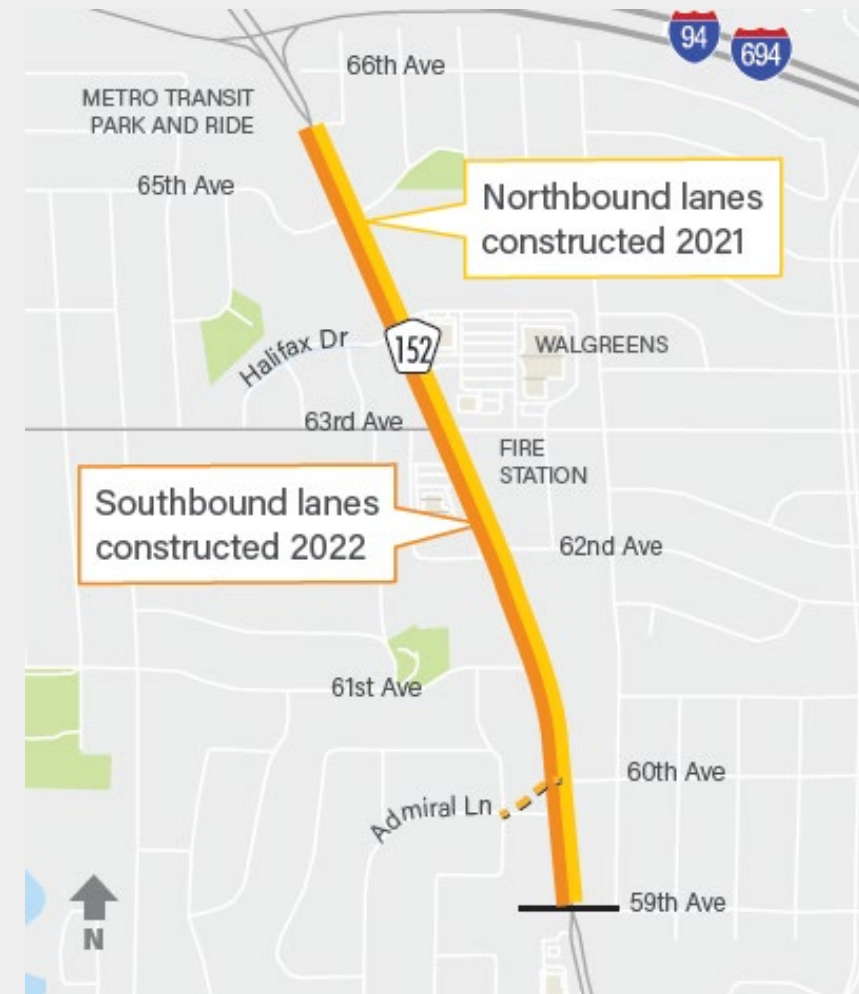 94
694
66th Ave
METRO TRANSIT
PARK AND RIDE
65th Ave
Northbound lanes
constructed 2021
Halifax Dr
152
WALGREENS
63rd Ave
FIRE
STATION
Southbound lanes
constructed 2022
62nd Ave
61st Ave
60th Ave
Admiral Ln
59th Ave
N